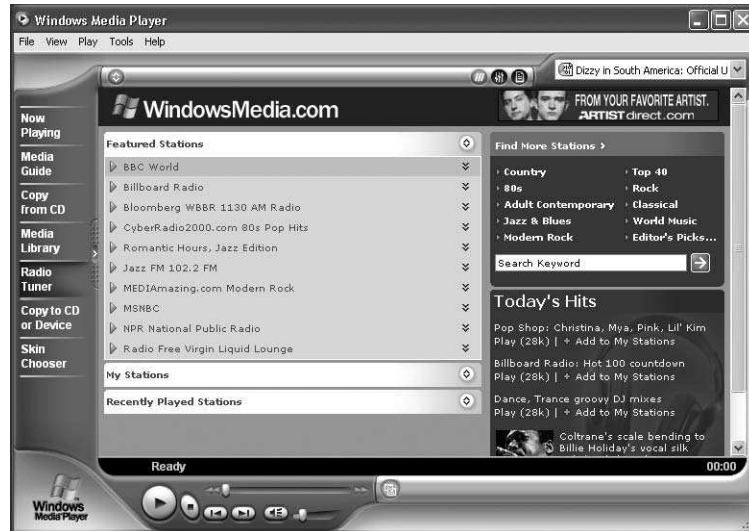 Windows Media Player
File View Play Tools Help
Dizzy in South America: Official U
Now
Playing
Media
Guide
Copy
from CD
Media
Library
Radio
Tuner
Copy to CD
or Device
Skin
Chooser
WindowsMedia.com
FROM YOUR FAVORITE ARTIST.
ARTISTdirect.com
Featured Stations
BBC World
Billboard Radio
Bloomberg WBBR 1130 AM Radio
CyberRadio2000.com 80s Pop Hits
Romantic Hours, Jazz Edition
Jazz FM 102.2 FM
MEDIAmazing.com Modern Rock
MSNBC
NPR National Public Radio
Radio Free Virgin Liquid Lounge
My Stations
Recently Played Stations
Find More Stations >
Country
80s
Adult Contemporary
Jazz & Blues
Modern Rock
Top 40
Rock
Classical
World Music
Editor's Picks...
Search Keyword
Today's Hits
Pop Shop: Christina, Mya, Pink, Lil' Kim
Play (28k) | + Add to My Stations
Billboard Radio: Hot 100 countdown
Play (28k) | + Add to My Stations
Dance, Trance groovy DJ mixes
Play (28k) | + Add to My Stations
Coltrane's scale bending to
Billie Holiday's vocal silk
Ready
00:00
Windows
Media Player